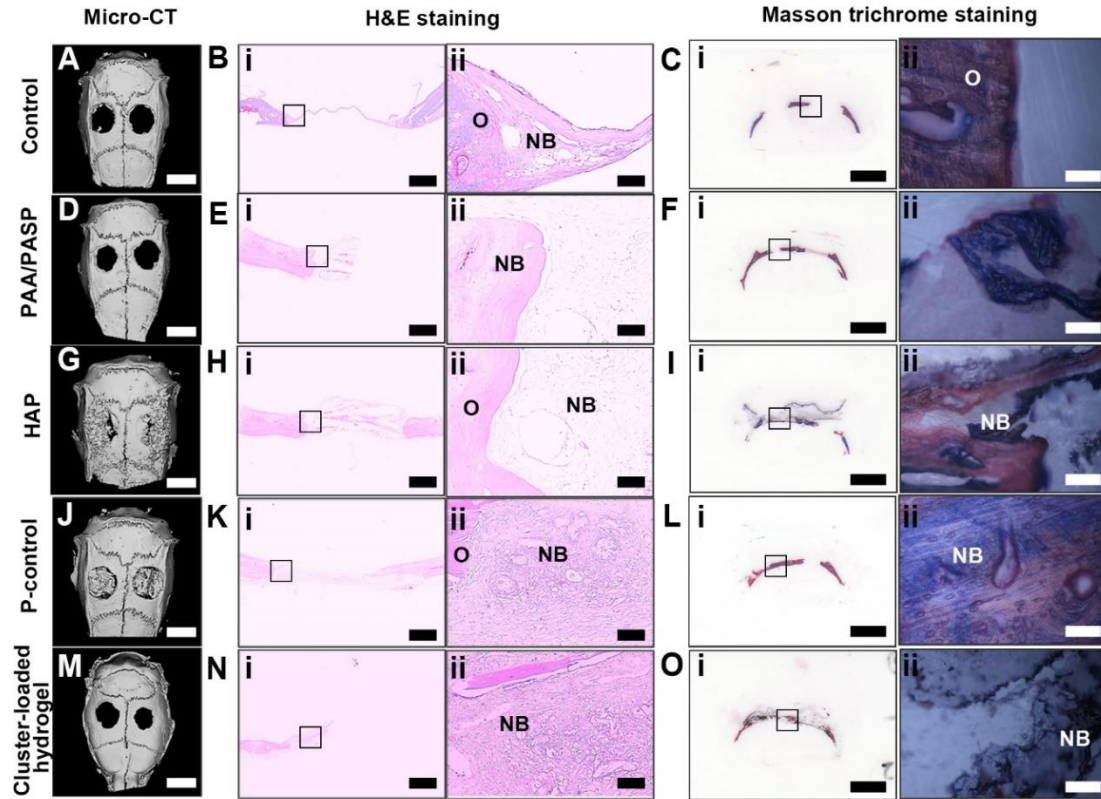 Micro-CT H&E staining Masson trichrome staining
Control A B i ii O NB C i ii O
PAA/PASP D E i ii NB F i ii
HAP G H i ii O NB I i ii NB
P-control J K i ii O NB L i ii NB
Cluster-loaded
hydrogel M N i ii NB O i ii NB